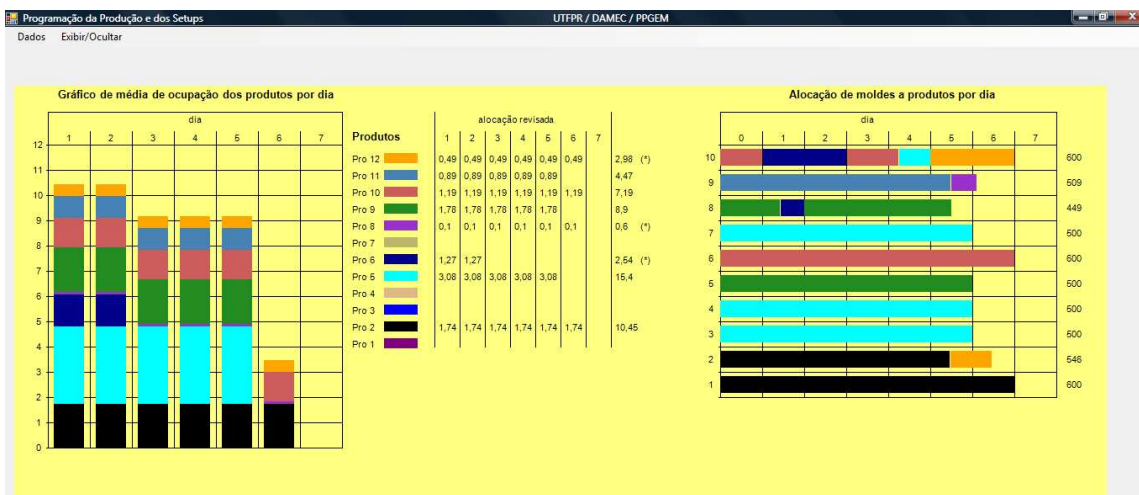 Programação da Produção e dos Setups
UTFPR / DAMEC / PPGEM
Dados Exibir/Ocultar
Gráfico de média de ocupação dos produtos por dia
dia
1 2 3 4 5 6 7
12
11
10
9
8
7
6
5
4
3
2
1
0
alocação revisada
Produtos 1 2 3 4 5 6 7
Pro 12 0,49 0,49 0,49 0,49 0,49 0,49 2,98 (*)
Pro 11 0,89 0,89 0,89 0,89 0,89 4,47
Pro 10 1,19 1,19 1,19 1,19 1,19 1,19 7,19
Pro 9 1,78 1,78 1,78 1,78 1,78 8,9
Pro 8 0,1 0,1 0,1 0,1 0,1 0,1 0,6 (*)
Pro 7
Pro 6 1,27 1,27 2,54 (*)
Pro 5 3,08 3,08 3,08 3,08 3,08 15,4
Pro 4
Pro 3
Pro 2 1,74 1,74 1,74 1,74 1,74 1,74 10,45
Pro 1
Alocação de moldes a produtos por dia
dia
0 1 2 3 4 5 6 7
10 600
9 509
8 449
7 500
6 600
5 500
4 500
3 500
2 546
1 600